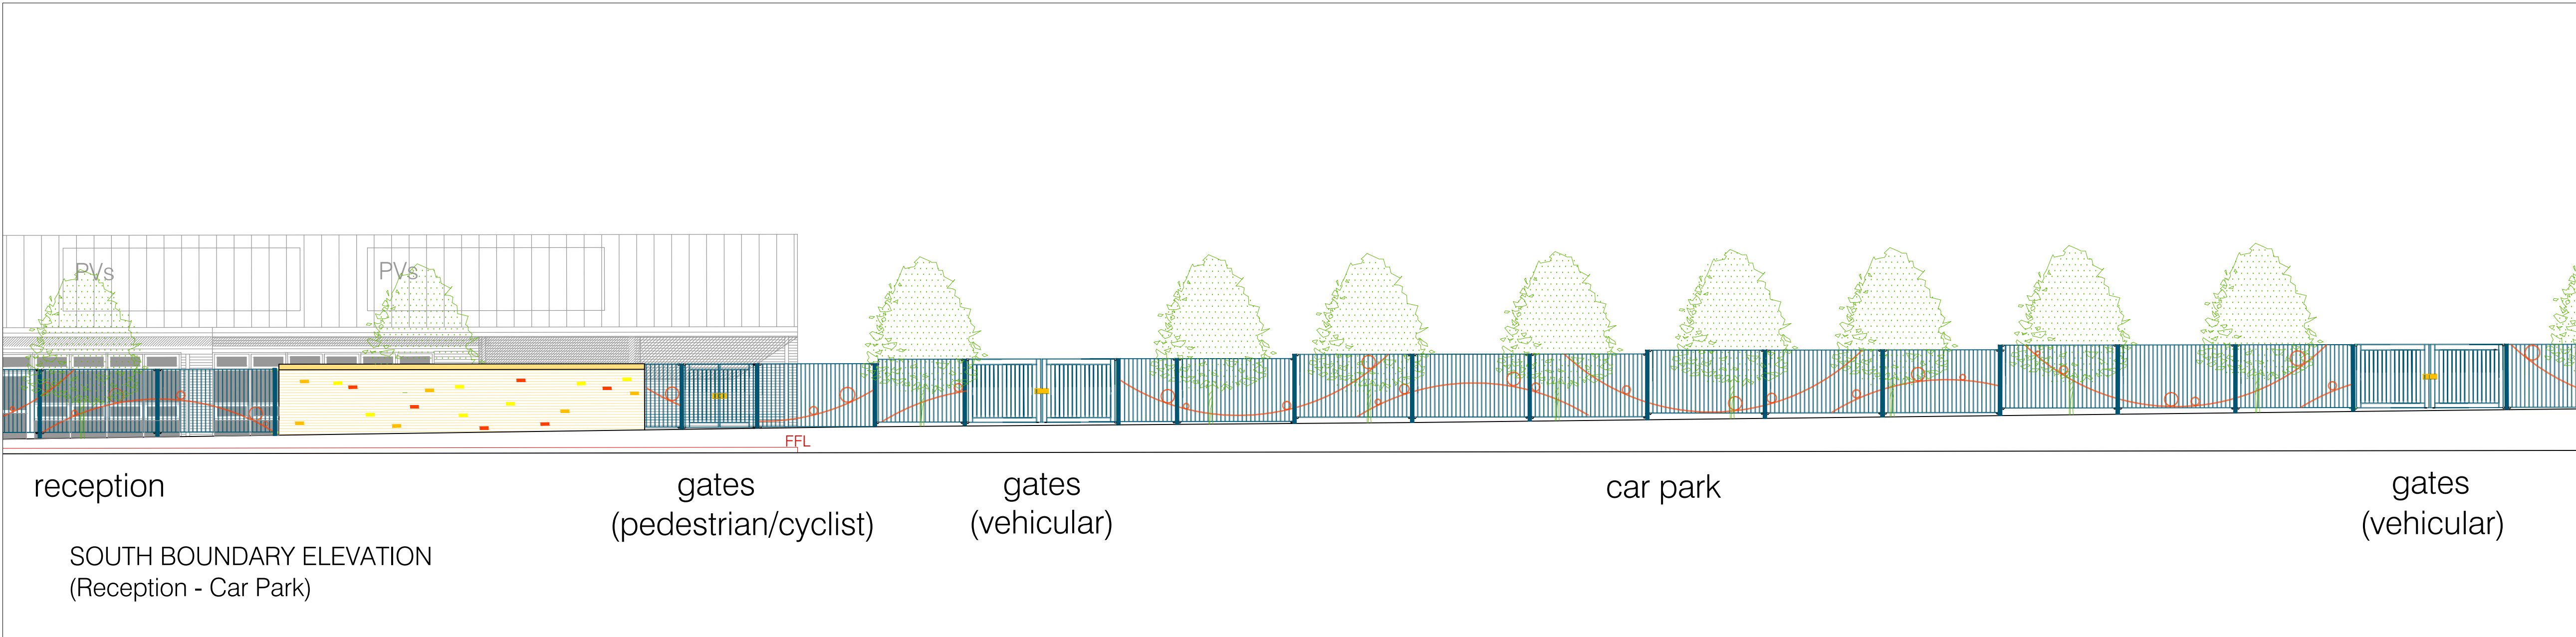 PVs
PVs
FFL
reception
gates
(pedestrian/cyclist)
gates
(vehicular)
car park
gates
(vehicular)
SOUTH BOUNDARY ELEVATION
(Reception - Car Park)